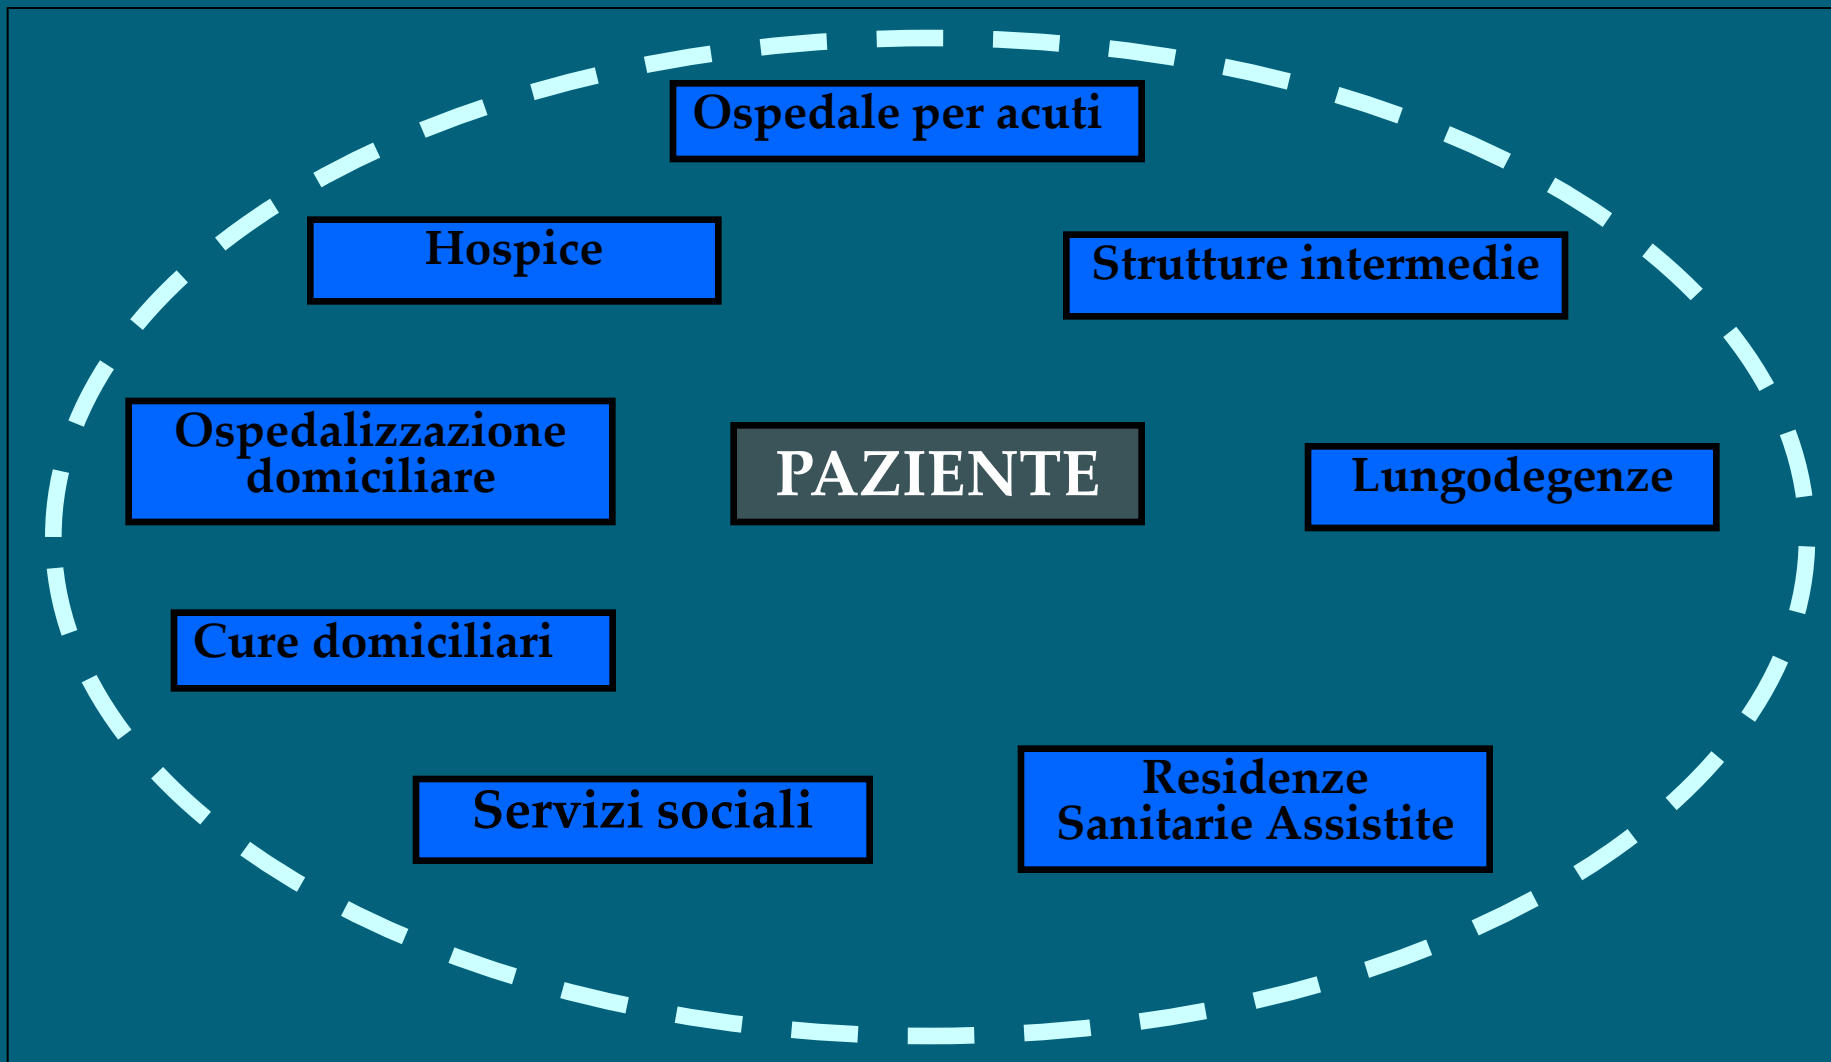 Ospedale per acuti
Hospice
Strutture intermedie
Ospedalizzazione
domiciliare
PAZIENTE
Lungodegenze
Cure domiciliari
Residenze
Sanitarie Assistite
Servizi sociali